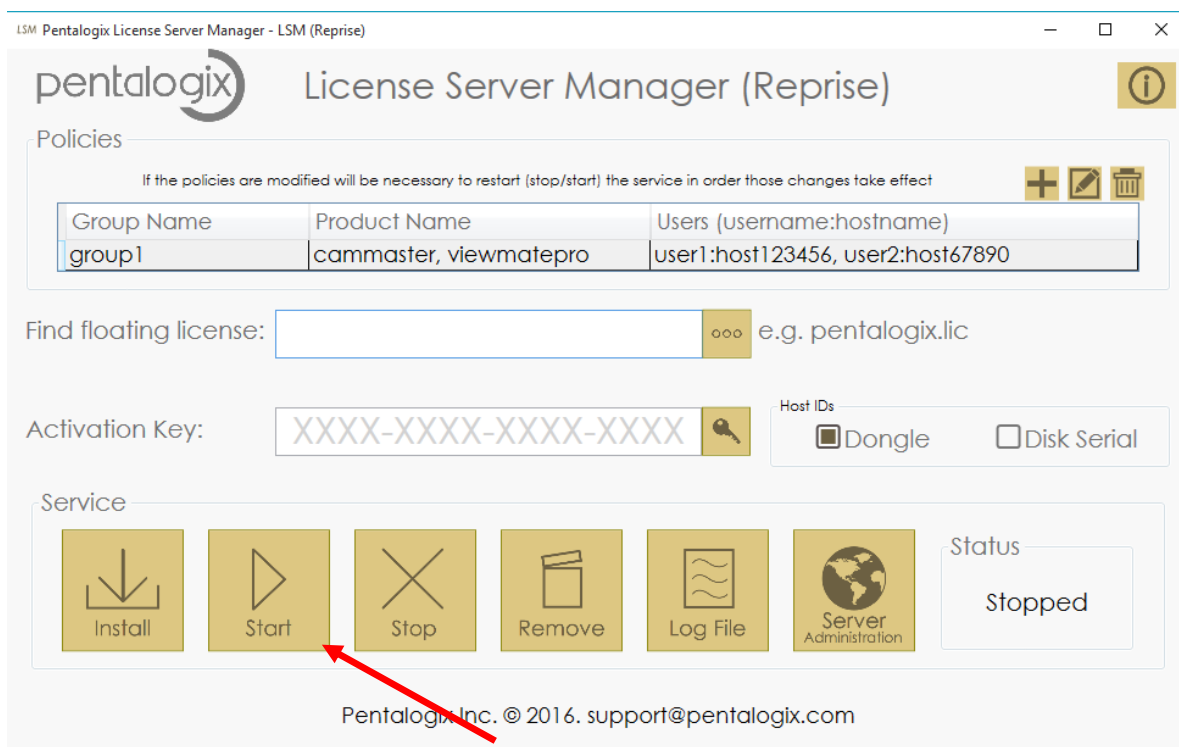 LSM Pentalogix License Server Manager - LSM (Reprise)
pentalogix
License Server Manager (Reprise)
Policies
If the policies are modified will be necessary to restart (stop/start) the service in order those changes take effect
Group Name Product Name Users (username:hostname)
group1 cammaster, viewmatepro user1:host123456, user2:host67890
Find floating license: e.g. pentalogix.lic
Activation Key: XXXX-XXXX-XXXX-XXXX
Host IDs
Dongle Disk Serial
Service
Install Start Stop Remove Log File Server Administration
Status
Stopped
Pentalogix Inc. © 2016. support@pentalogix.com